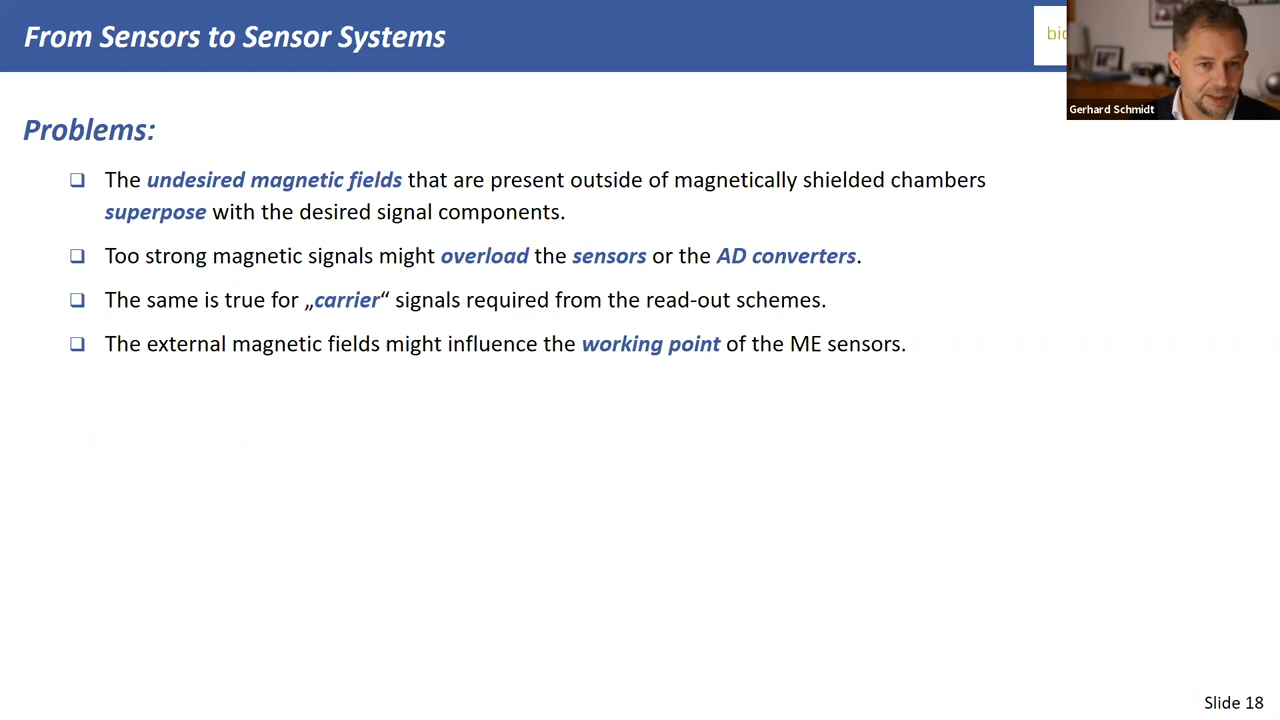 From Sensors to Sensor Systems
Gerhard Schmidt
Problems:
The undesired magnetic fields that are present outside of magnetically shielded chambers
superpose with the desired signal components.
Too strong magnetic signals might overload the sensors or the AD converters.
The same is true for „carrier“ signals required from the read-out schemes.
The external magnetic fields might influence the working point of the ME sensors.
Slide 18